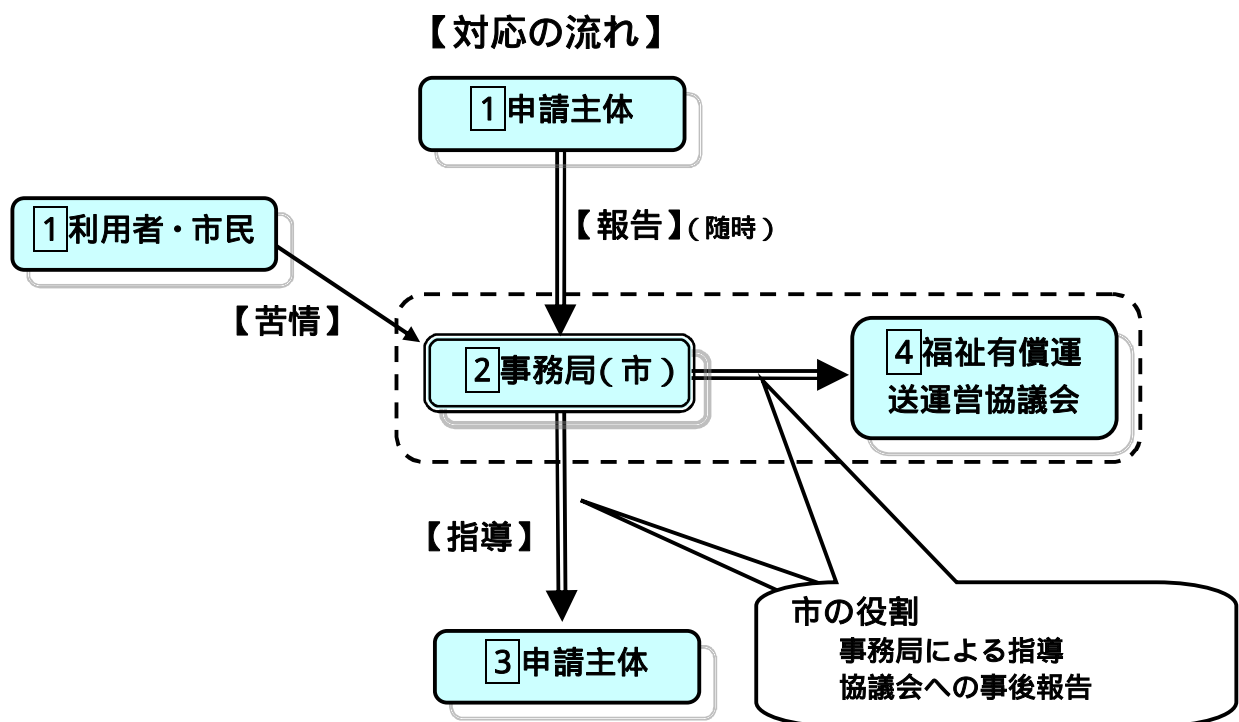 【対応の流れ】
1申請主体
【報告】(随時)
1利用者・市民
【苦情】
2事務局(市)
4福祉有償運
送運営協議会
【指導】
3申請主体
市の役割
事務局による指導
協議会への事後報告